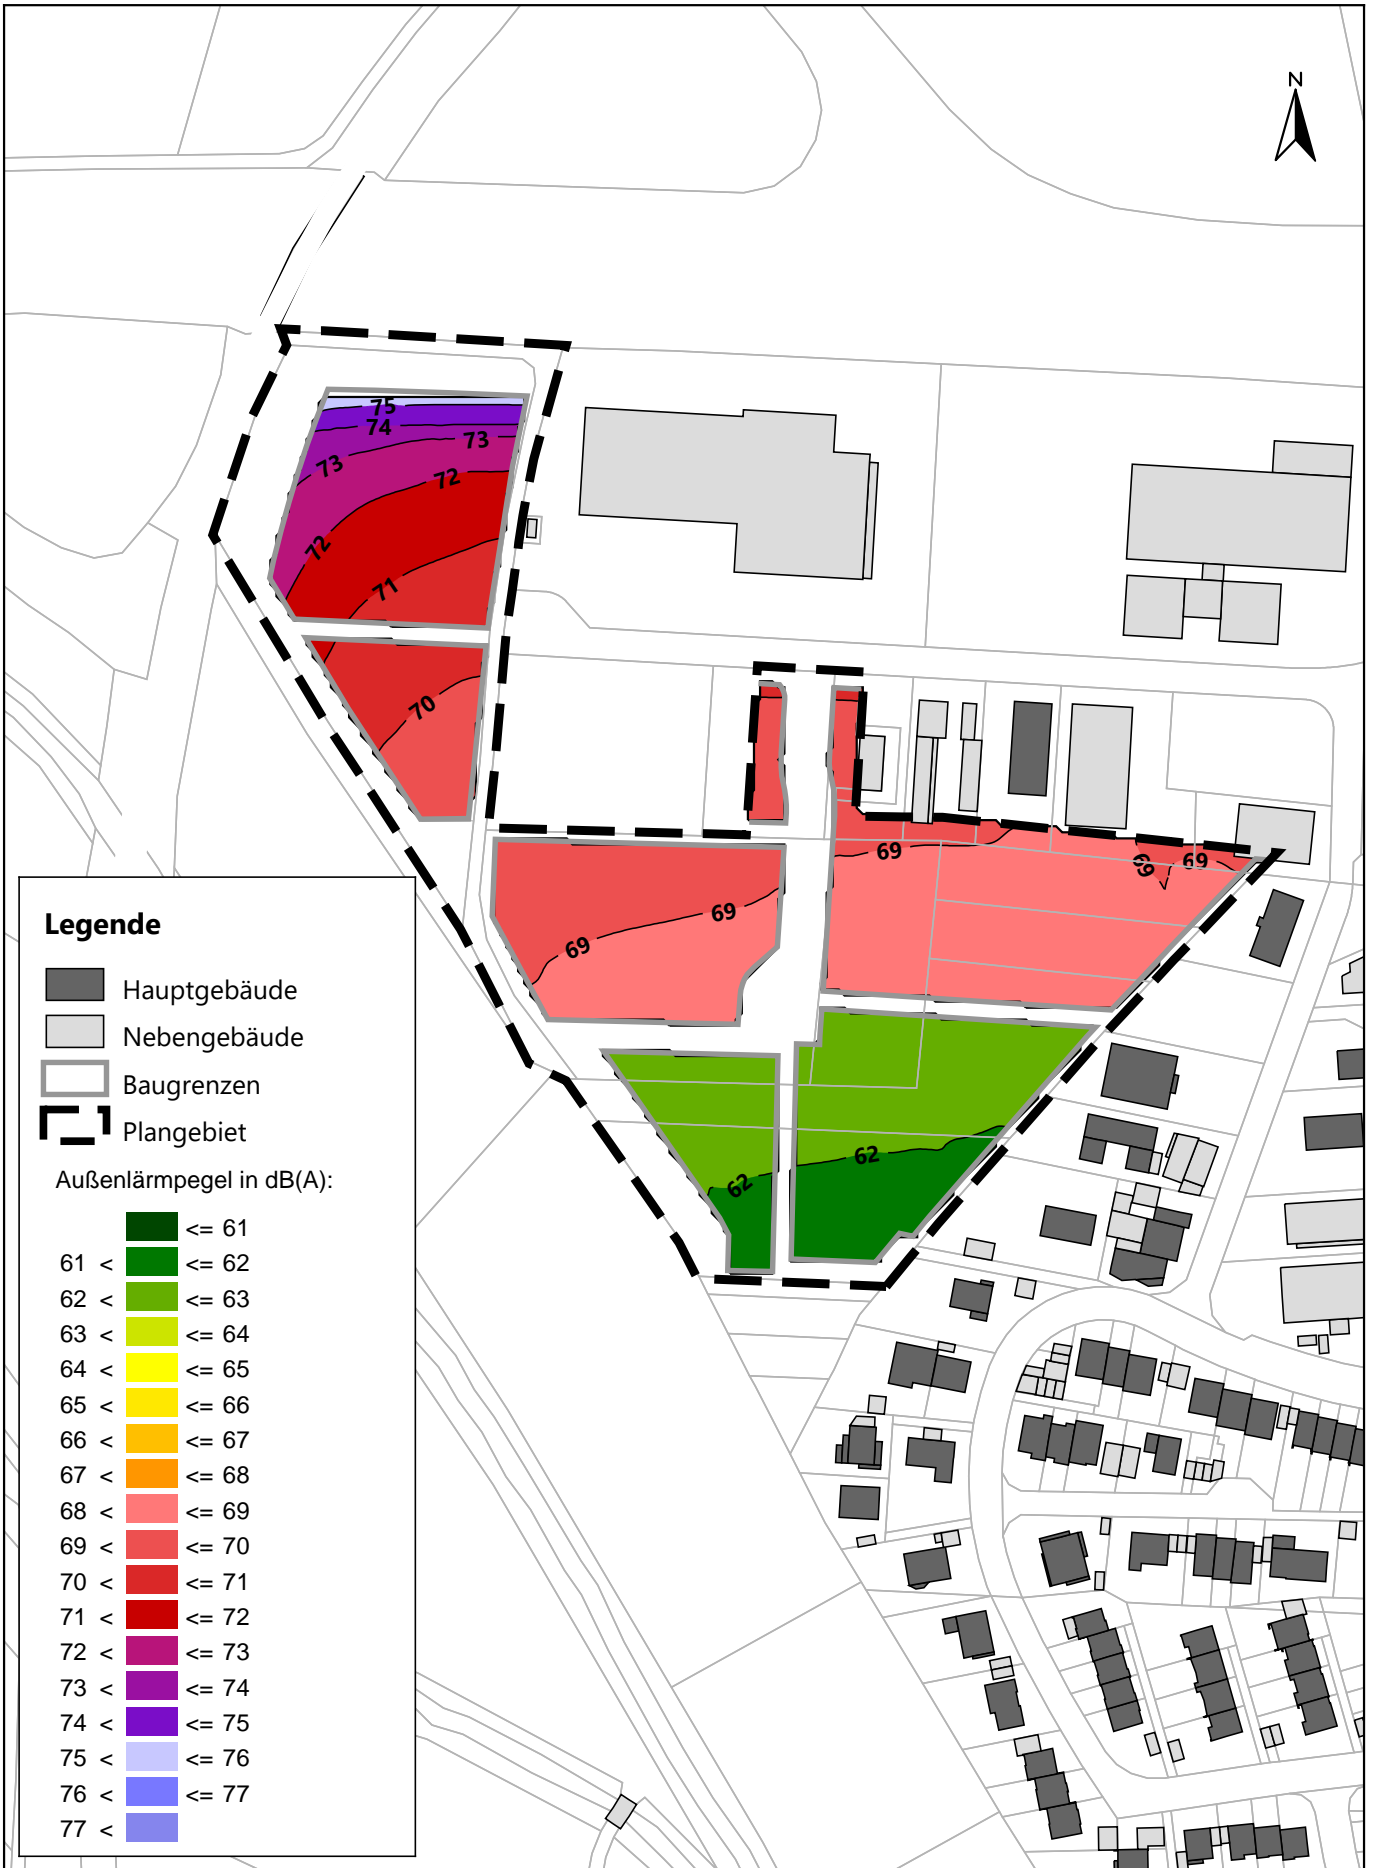 N
75
74
73
73
72
72
71
70
69
69
69
69
69
62
62
Legende
Hauptgebäude
Nebengebäude
Baugrenzen
Plangebiet
Außenlärmpegel in dB(A):
<= 61
61 < <= 62
62 < <= 63
63 < <= 64
64 < <= 65
65 < <= 66
66 < <= 67
67 < <= 68
68 < <= 69
69 < <= 70
70 < <= 71
71 < <= 72
72 < <= 73
73 < <= 74
74 < <= 75
75 < <= 76
76 < <= 77
77 <